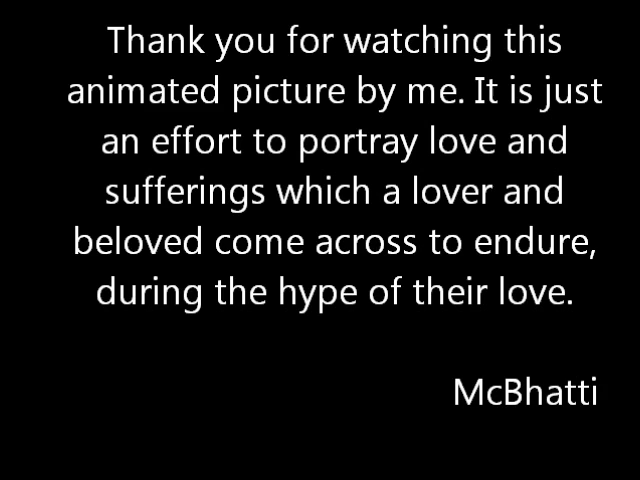 Thank you for watching this
animated picture by me. It is just
an effort to portray love and
sufferings which a lover and
beloved come across to endure,
during the hype of their love.
McBhatti